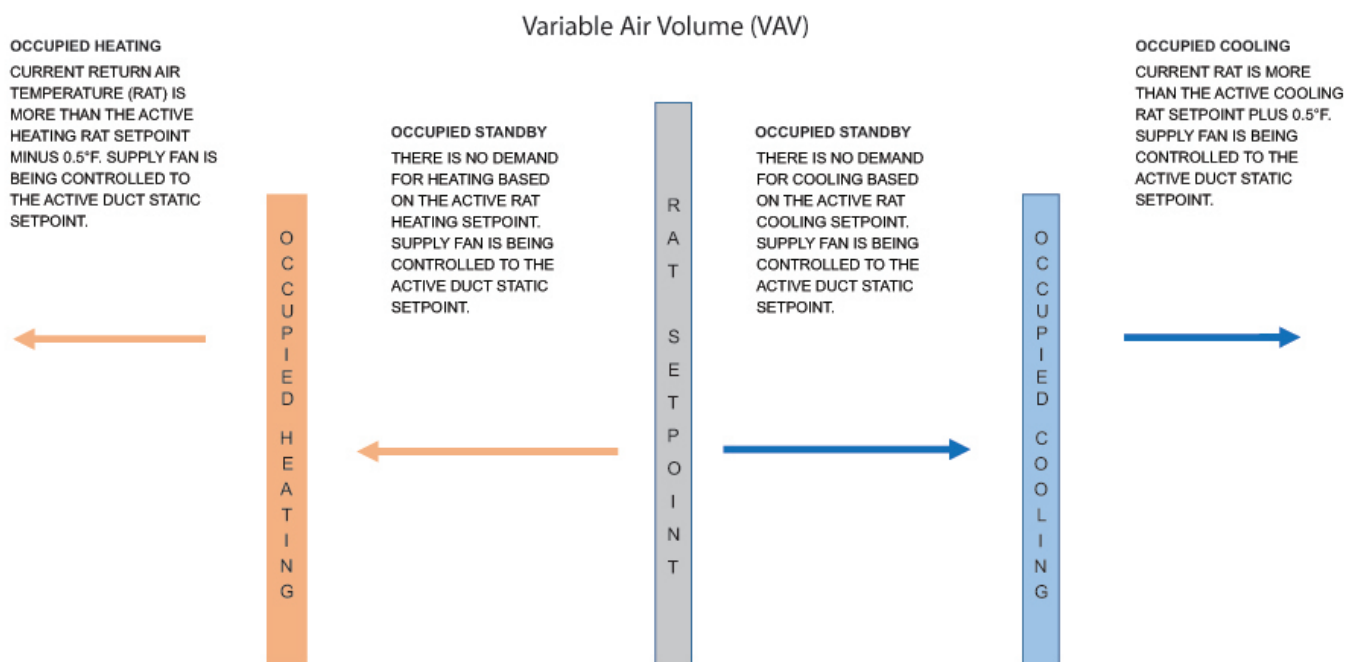 Variable Air Volume (VAV)
OCCUPIED HEATING
CURRENT RETURN AIR
TEMPERATURE (RAT) IS
MORE THAN THE ACTIVE
HEATING RAT SETPOINT
MINUS 0.5°F. SUPPLY FAN IS
BEING CONTROLLED TO
THE ACTIVE DUCT STATIC
SETPOINT.
OCCUPIED HEATING
OCCUPIED STANDBY
THERE IS NO DEMAND
FOR HEATING BASED
ON THE ACTIVE RAT
HEATING SETPOINT.
SUPPLY FAN IS BEING
CONTROLLED TO THE
ACTIVE DUCT STATIC
SETPOINT.
RAT SETPOINT
OCCUPIED STANDBY
THERE IS NO DEMAND
FOR COOLING BASED
ON THE ACTIVE RAT
COOLING SETPOINT.
SUPPLY FAN IS BEING
CONTROLLED TO THE
ACTIVE DUCT STATIC
SETPOINT.
OCCUPIED COOLING
OCCUPIED COOLING
CURRENT RAT IS MORE
THAN THE ACTIVE COOLING
RAT SETPOINT PLUS 0.5°F.
SUPPLY FAN IS BEING
CONTROLLED TO THE
ACTIVE DUCT STATIC
SETPOINT.